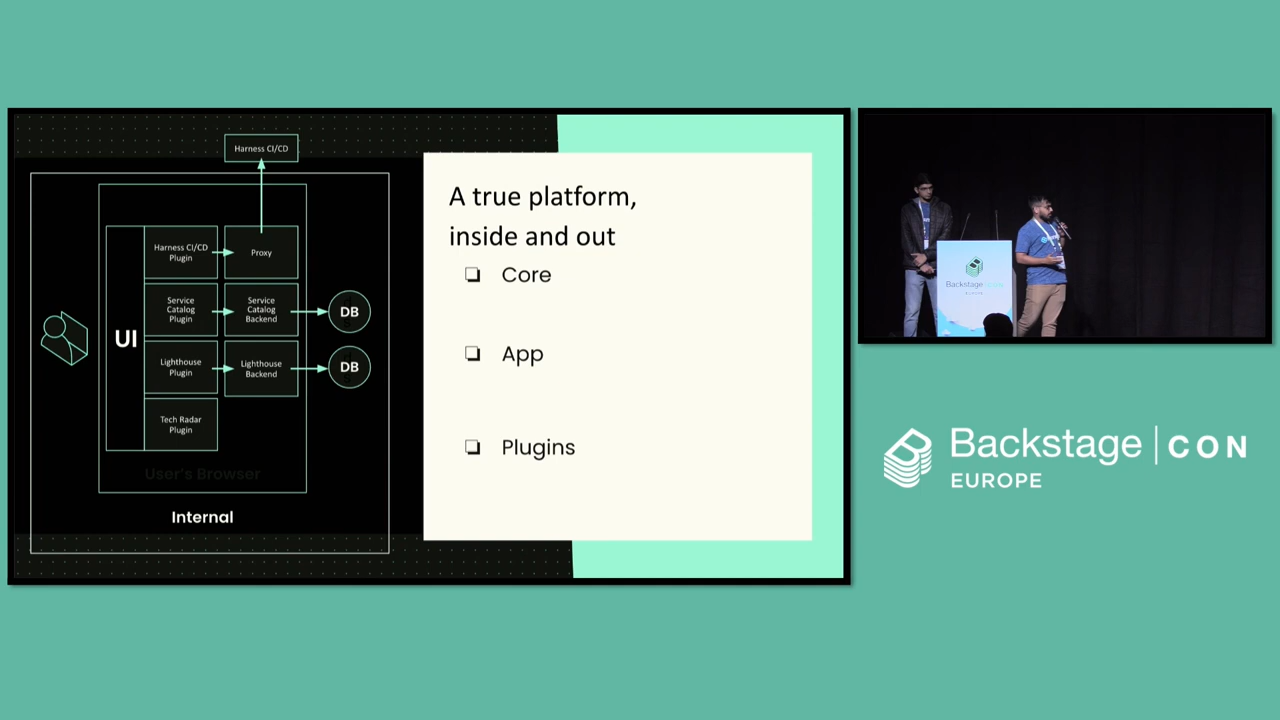 Harness CI/CD
Harness CI/CD
Plugin
Proxy
Service
Catalog
Plugin
Service
Catalog
Backend
DB
UI
Lighthouse
Plugin
Lighthouse
Backend
DB
Tech Radar
Plugin
User's Browser
Internal
A true platform,
inside and out
Core
App
Plugins
Backstage
EUROPE
Backstage | CON
EUROPE